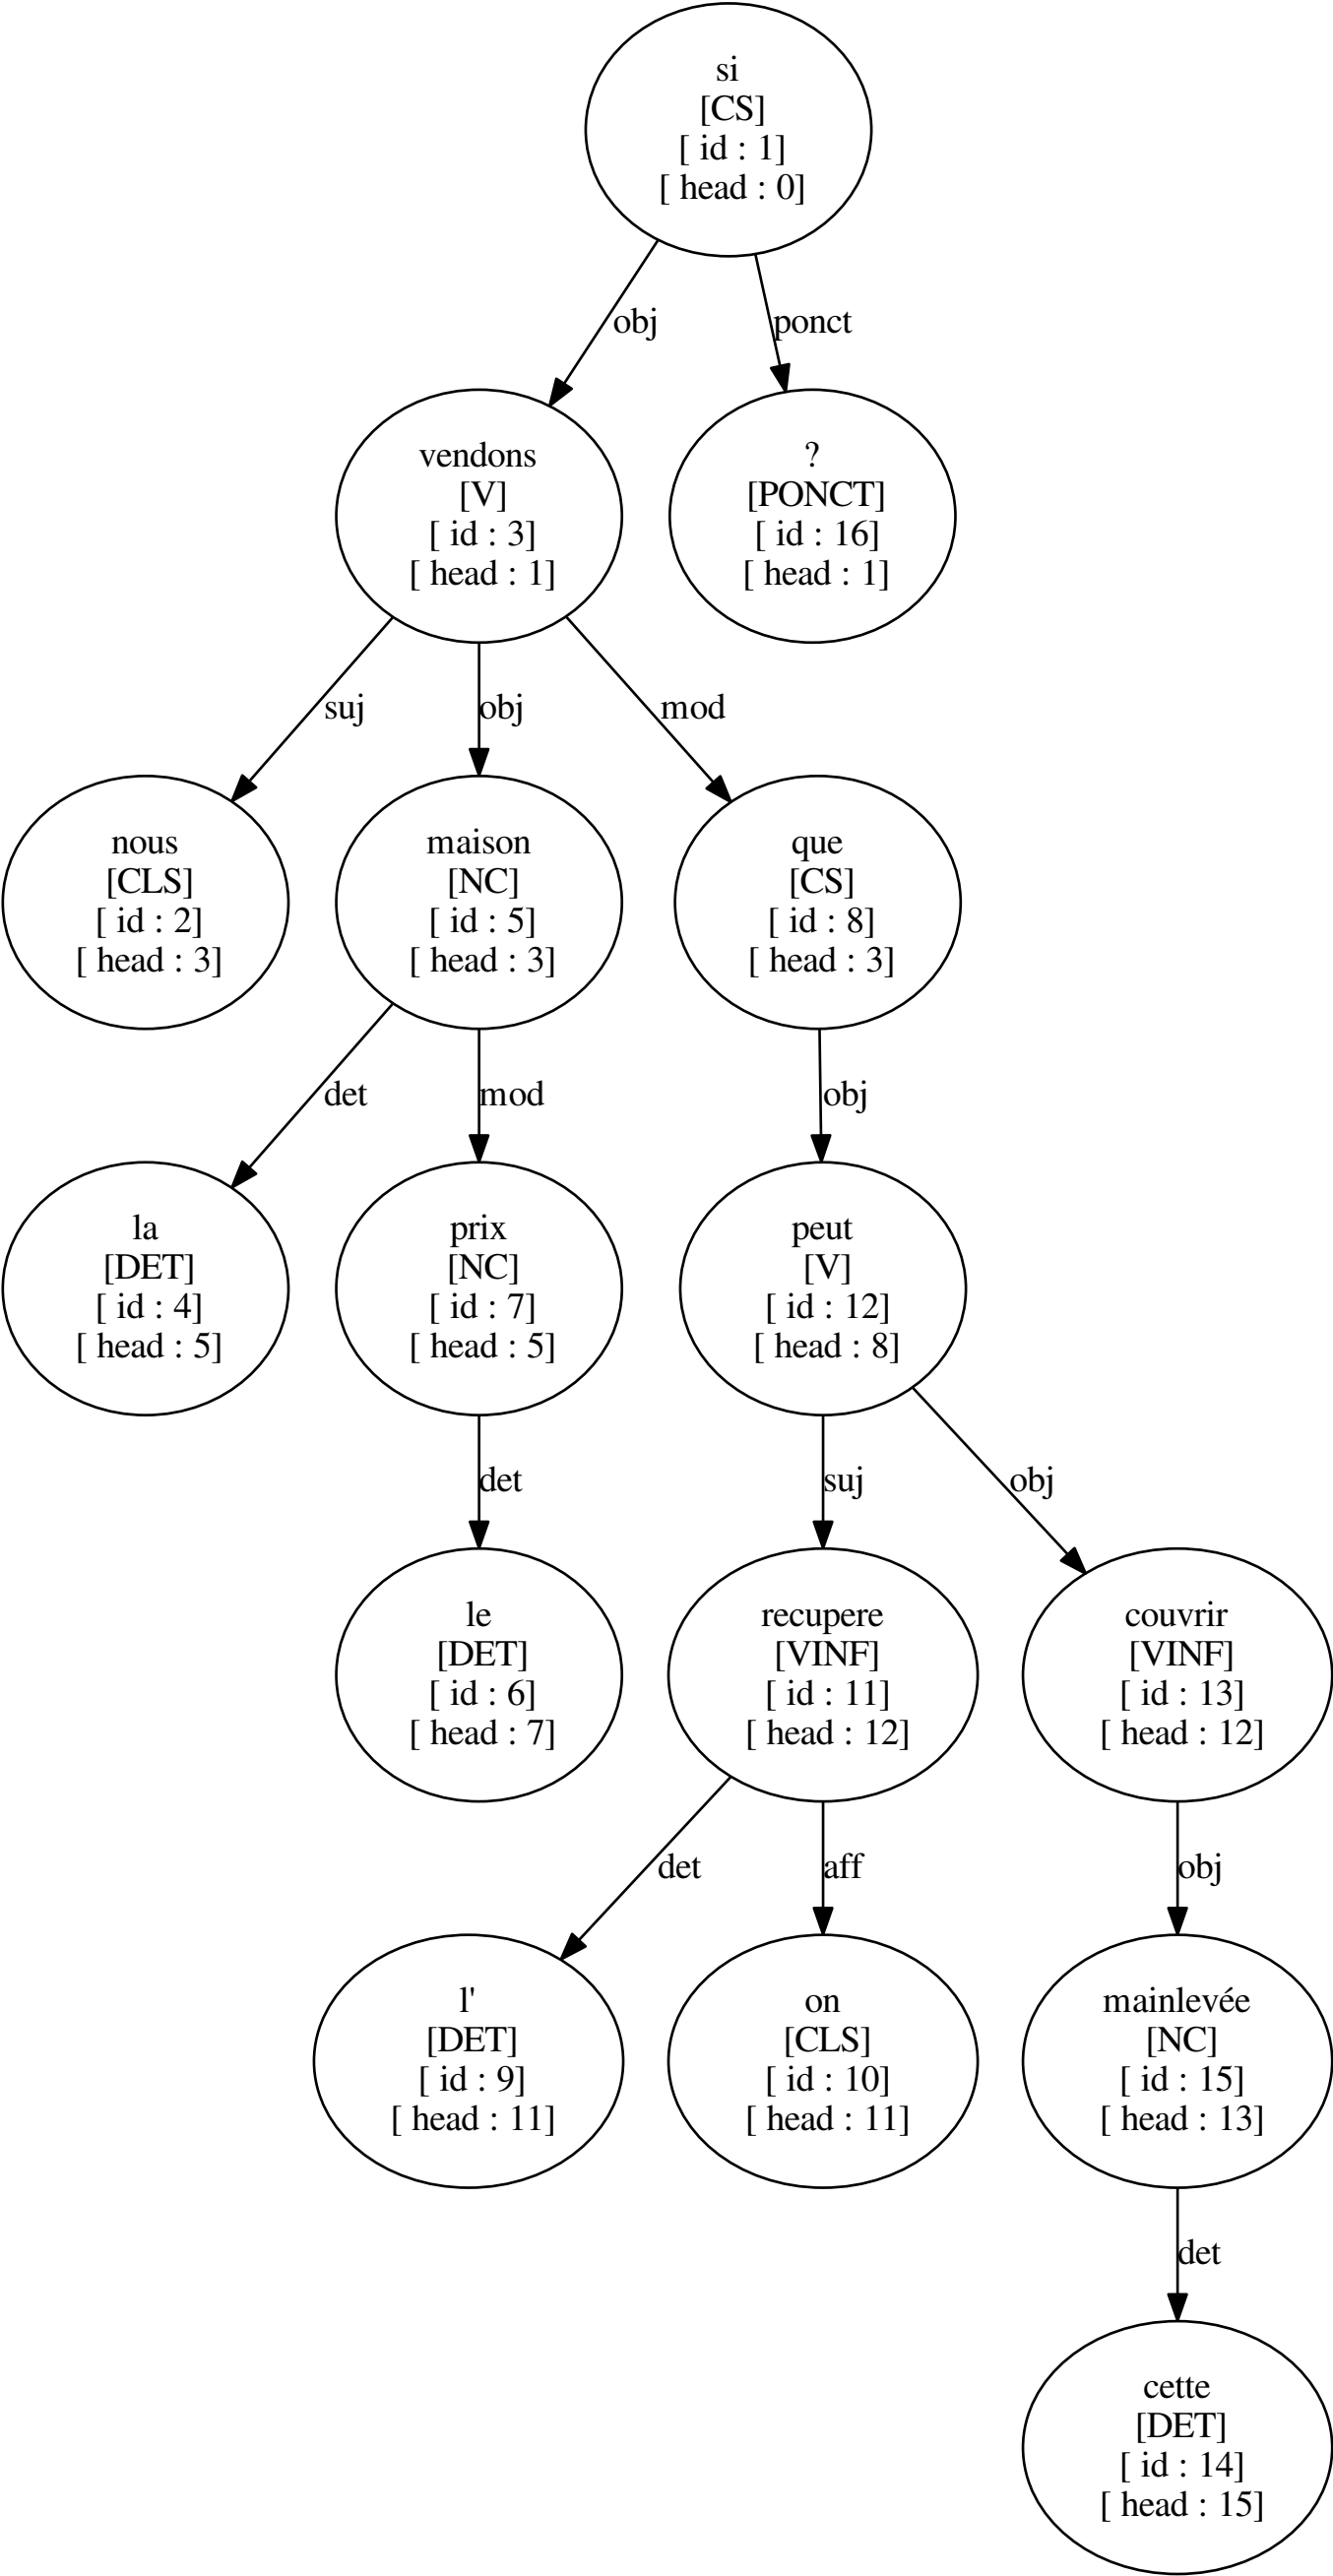 si
[CS]
[ id : 1]
[ head : 0]
obj
ponct
vendons
[V]
[ id : 3]
[ head : 1]
?
[PONCT]
[ id : 16]
[ head : 1]
suj
obj
mod
nous
[CLS]
[ id : 2]
[ head : 3]
maison
[NC]
[ id : 5]
[ head : 3]
que
[CS]
[ id : 8]
[ head : 3]
det
mod
obj
la
[DET]
[ id : 4]
[ head : 5]
prix
[NC]
[ id : 7]
[ head : 5]
peut
[V]
[ id : 12]
[ head : 8]
det
suj
obj
le
[DET]
[ id : 6]
[ head : 7]
recupere
[VINF]
[ id : 11]
[ head : 12]
couvrir
[VINF]
[ id : 13]
[ head : 12]
det
aff
obj
l'
[DET]
[ id : 9]
[ head : 11]
on
[CLS]
[ id : 10]
[ head : 11]
mainlevée
[NC]
[ id : 15]
[ head : 13]
det
cette
[DET]
[ id : 14]
[ head : 15]